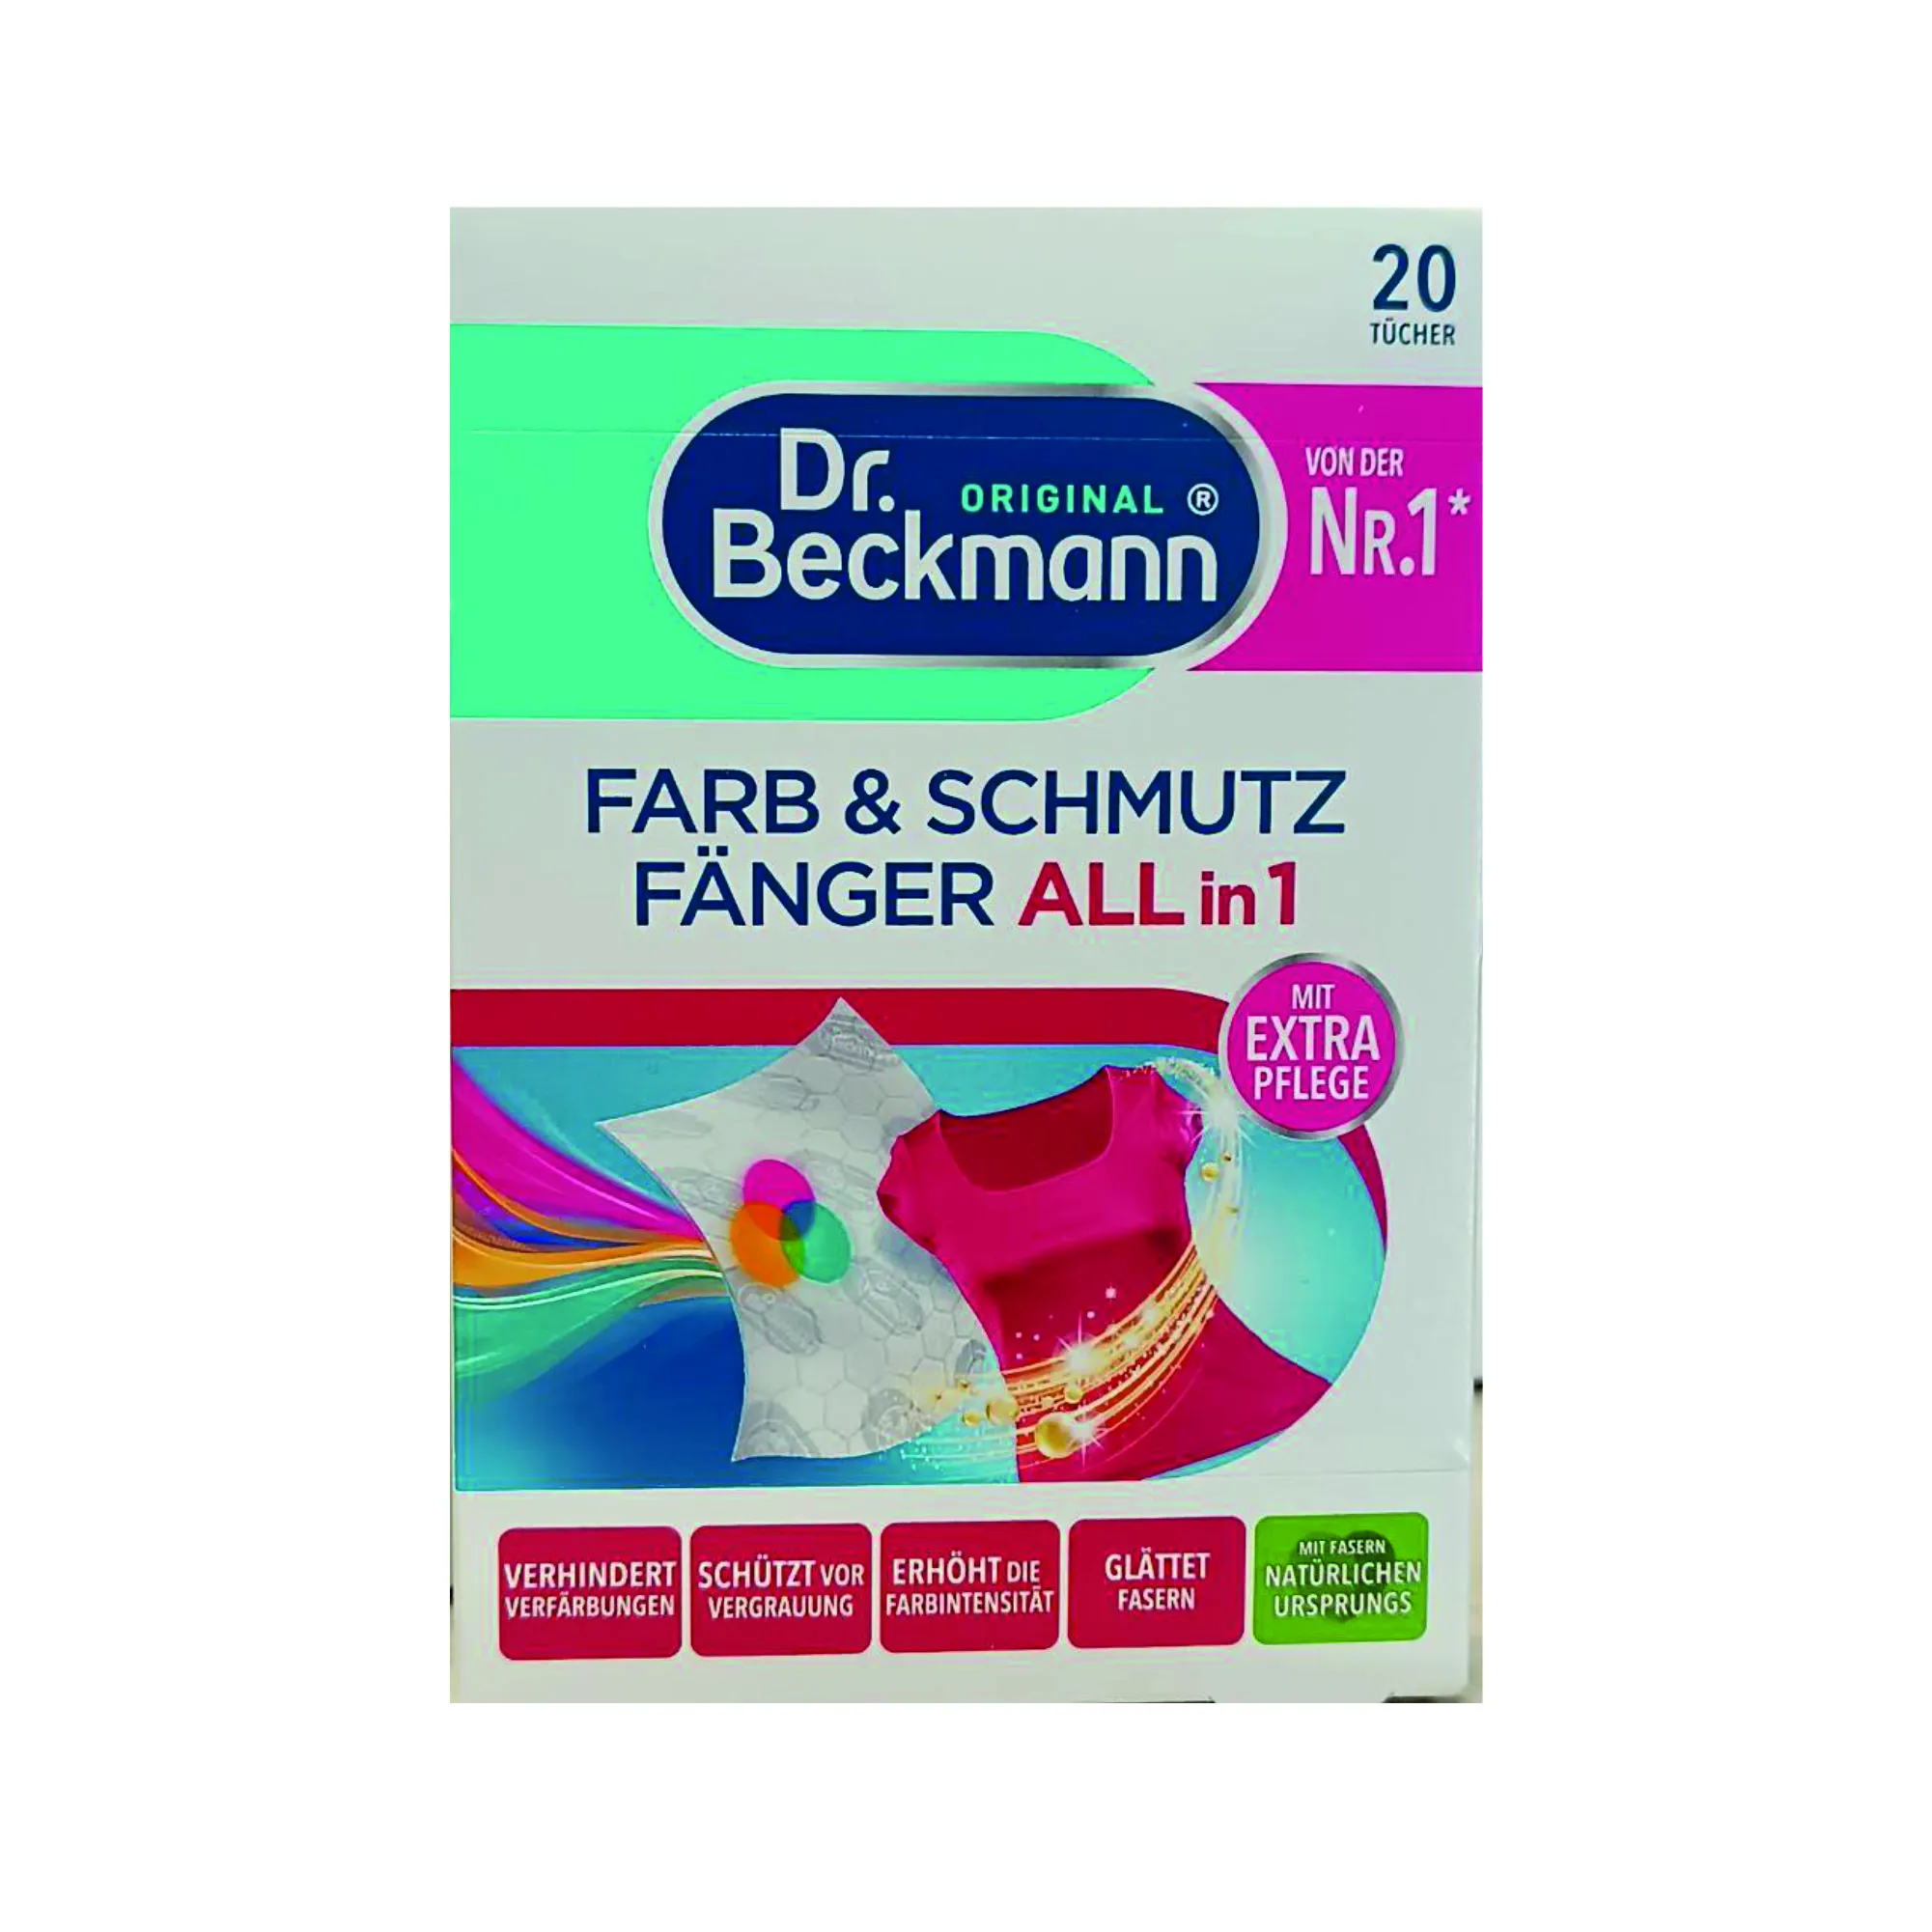 20
TÜCHER
Dr.
ORIGINAL ®
Beckmann
VON DER
NR.1*
FARB & SCHMUTZ
FÄNGER ALL in 1
MIT
EXTRA
PFLEGE
VERHINDERT
VERFÄRBUNGEN
SCHÜTZT VOR
VERGRAUUNG
ERHÖHT DIE
FARBINTENSITÄT
GLÄTTET
FASERN
MIT FASERN
NATÜRLICHEN
URSPRUNGS